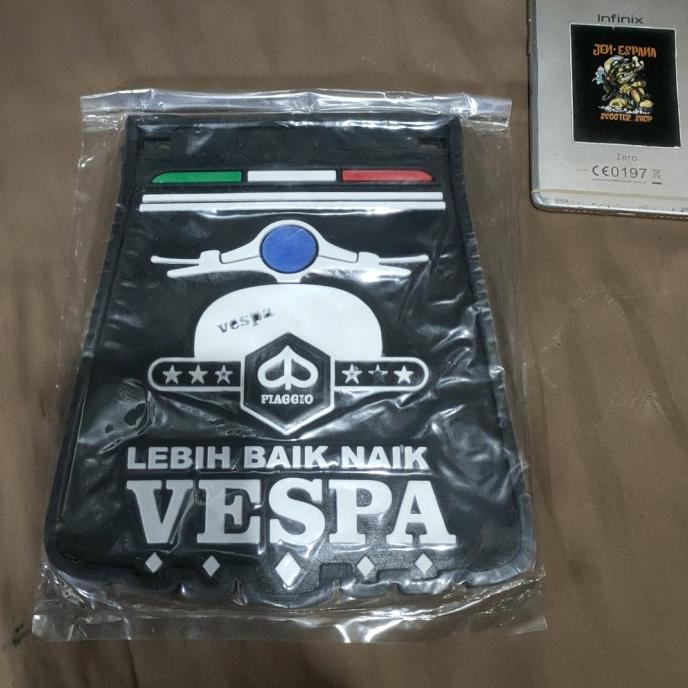 vespa
PIAGGIO
LEBIH BAIK NAIK
VESPA
Infinix
JEN·ESPANA
SCOOTER SHOP
Zero
CE0197